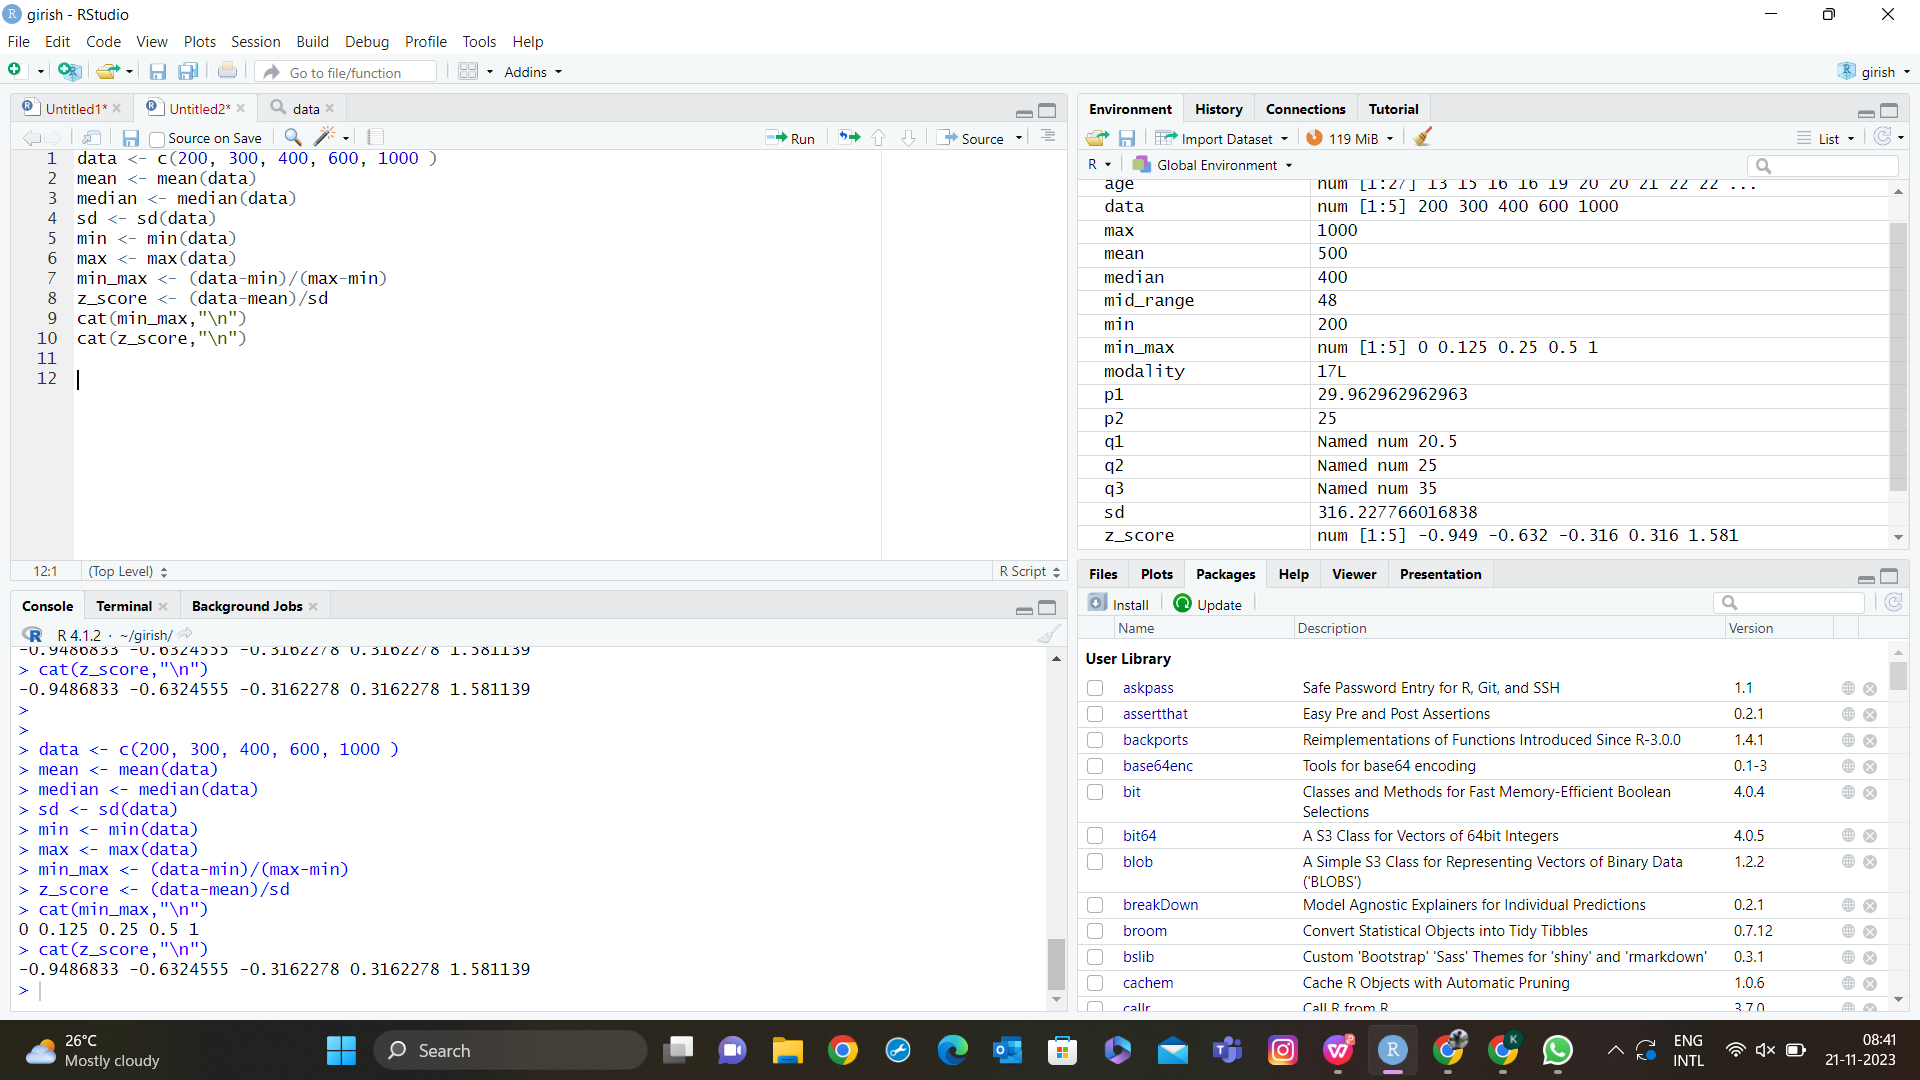 girish - RStudio
File Edit Code View Plots Session Build Debug Profile Tools Help
Go to file/function Addins girish
Untitled1* Untitled2* data
Source on Save Run Source
1 data <- c(200, 300, 400, 600, 1000 )
2 mean <- mean(data)
3 median <- median(data)
4 sd <- sd(data)
5 min <- min(data)
6 max <- max(data)
7 min_max <- (data-min)/(max-min)
8 z_score <- (data-mean)/sd
9 cat(min_max,"\n")
10 cat(z_score,"\n")
11
12
12:1 (Top Level) R Script
Console Terminal Background Jobs
R 4.1.2 · ~/girish/
-0.9486833 -0.6324555 -0.3162278 0.3162278 1.581139
> cat(z_score,"\n")
-0.9486833 -0.6324555 -0.3162278 0.3162278 1.581139
>
>
> data <- c(200, 300, 400, 600, 1000 )
> mean <- mean(data)
> median <- median(data)
> sd <- sd(data)
> min <- min(data)
> max <- max(data)
> min_max <- (data-min)/(max-min)
> z_score <- (data-mean)/sd
> cat(min_max,"\n")
0 0.125 0.25 0.5 1
> cat(z_score,"\n")
-0.9486833 -0.6324555 -0.3162278 0.3162278 1.581139
>
Environment History Connections Tutorial
Import Dataset 119 MiB List
R Global Environment
age num [1:27] 13 15 16 16 19 20 20 21 22 22 ...
data num [1:5] 200 300 400 600 1000
max 1000
mean 500
median 400
mid_range 48
min 200
min_max num [1:5] 0 0.125 0.25 0.5 1
modality 17L
p1 29.962962962963
p2 25
q1 Named num 20.5
q2 Named num 25
q3 Named num 35
sd 316.227766016838
z_score num [1:5] -0.949 -0.632 -0.316 0.316 1.581
Files Plots Packages Help Viewer Presentation
Install Update
Name Description Version
User Library
askpass Safe Password Entry for R, Git, and SSH 1.1
assertthat Easy Pre and Post Assertions 0.2.1
backports Reimplementations of Functions Introduced Since R-3.0.0 1.4.1
base64enc Tools for base64 encoding 0.1-3
bit Classes and Methods for Fast Memory-Efficient Boolean 4.0.4
Selections
bit64 A S3 Class for Vectors of 64bit Integers 4.0.5
blob A Simple S3 Class for Representing Vectors of Binary Data 1.2.2
('BLOBS')
breakDown Model Agnostic Explainers for Individual Predictions 0.2.1
broom Convert Statistical Objects into Tidy Tibbles 0.7.12
bslib Custom 'Bootstrap' 'Sass' Themes for 'shiny' and 'rmarkdown' 0.3.1
cachem Cache R Objects with Automatic Pruning 1.0.6
callr Call R from R 3.7.0
26°C
Mostly cloudy
Search
ENG
INTL
08:41
21-11-2023